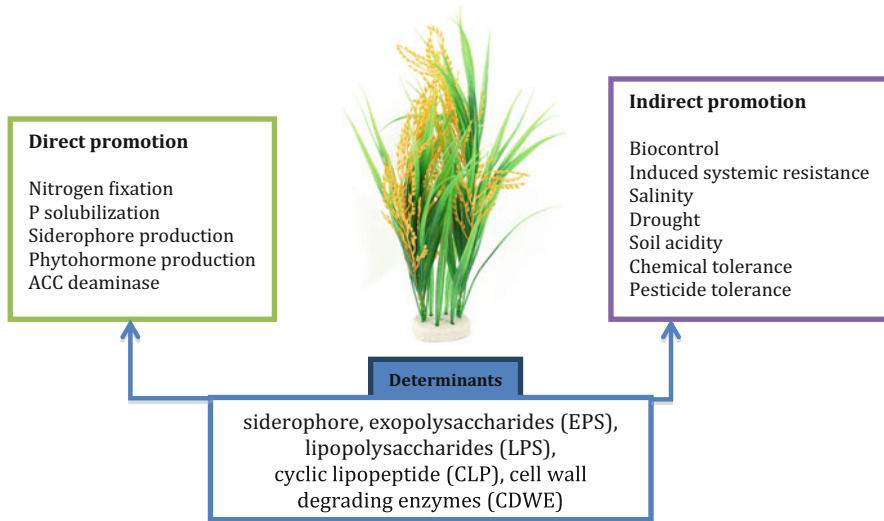 Direct promotion
Nitrogen fixation
P solubilization
Siderophore production
Phytohormone production
ACC deaminase
Indirect promotion
Biocontrol
Induced systemic resistance
Salinity
Drought
Soil acidity
Chemical tolerance
Pesticide tolerance
Determinants
siderophore, exopolysaccharides (EPS),
lipopolysaccharides (LPS),
cyclic lipopeptide (CLP), cell wall
degrading enzymes (CDWE)